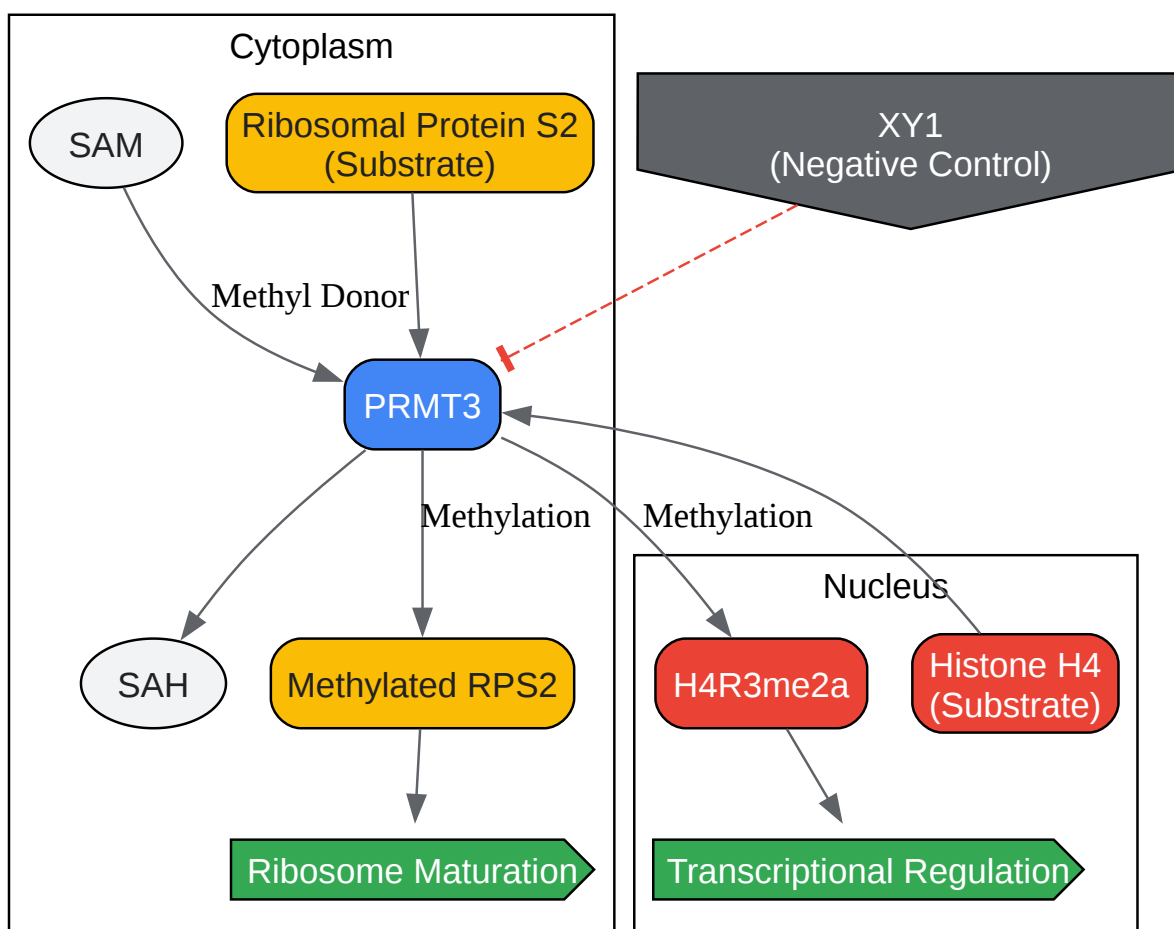 Cytoplasm
SAM
Ribosomal Protein S2
(Substrate)
XY1
(Negative Control)
Methyl Donor
PRMT3
Methylation
Methylation
Nucleus
SAH
Methylated RPS2
H4R3me2a
Histone H4
(Substrate)
Ribosome Maturation
Transcriptional Regulation